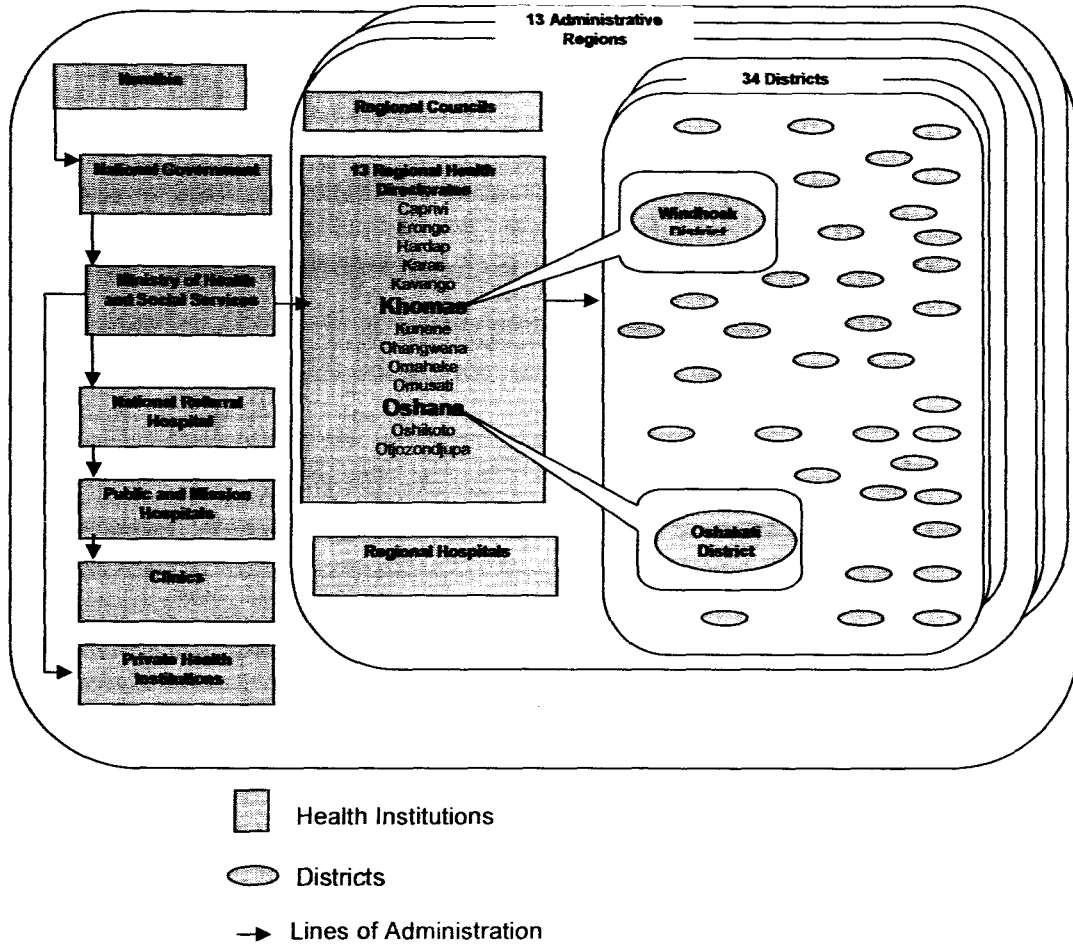 13 Administrative
Regions
34 Districts
Namibia
National Government
Ministry of Health
and Social Services
National Referral
Hospital
Public and Mission
Hospitals
Clinics
Private Health
Institutions
Regional Councils
13 Regional Health
Directorates
Caprivi
Erongo
Hardap
Karas
Kavango
Khomas
Kunene
Ohangwena
Omaheke
Omusati
Oshana
Oshikoto
Otjozondjupa
Regional Hospitals
Windhoek
District
Oshakati
District
Health Institutions
Districts
Lines of Administration